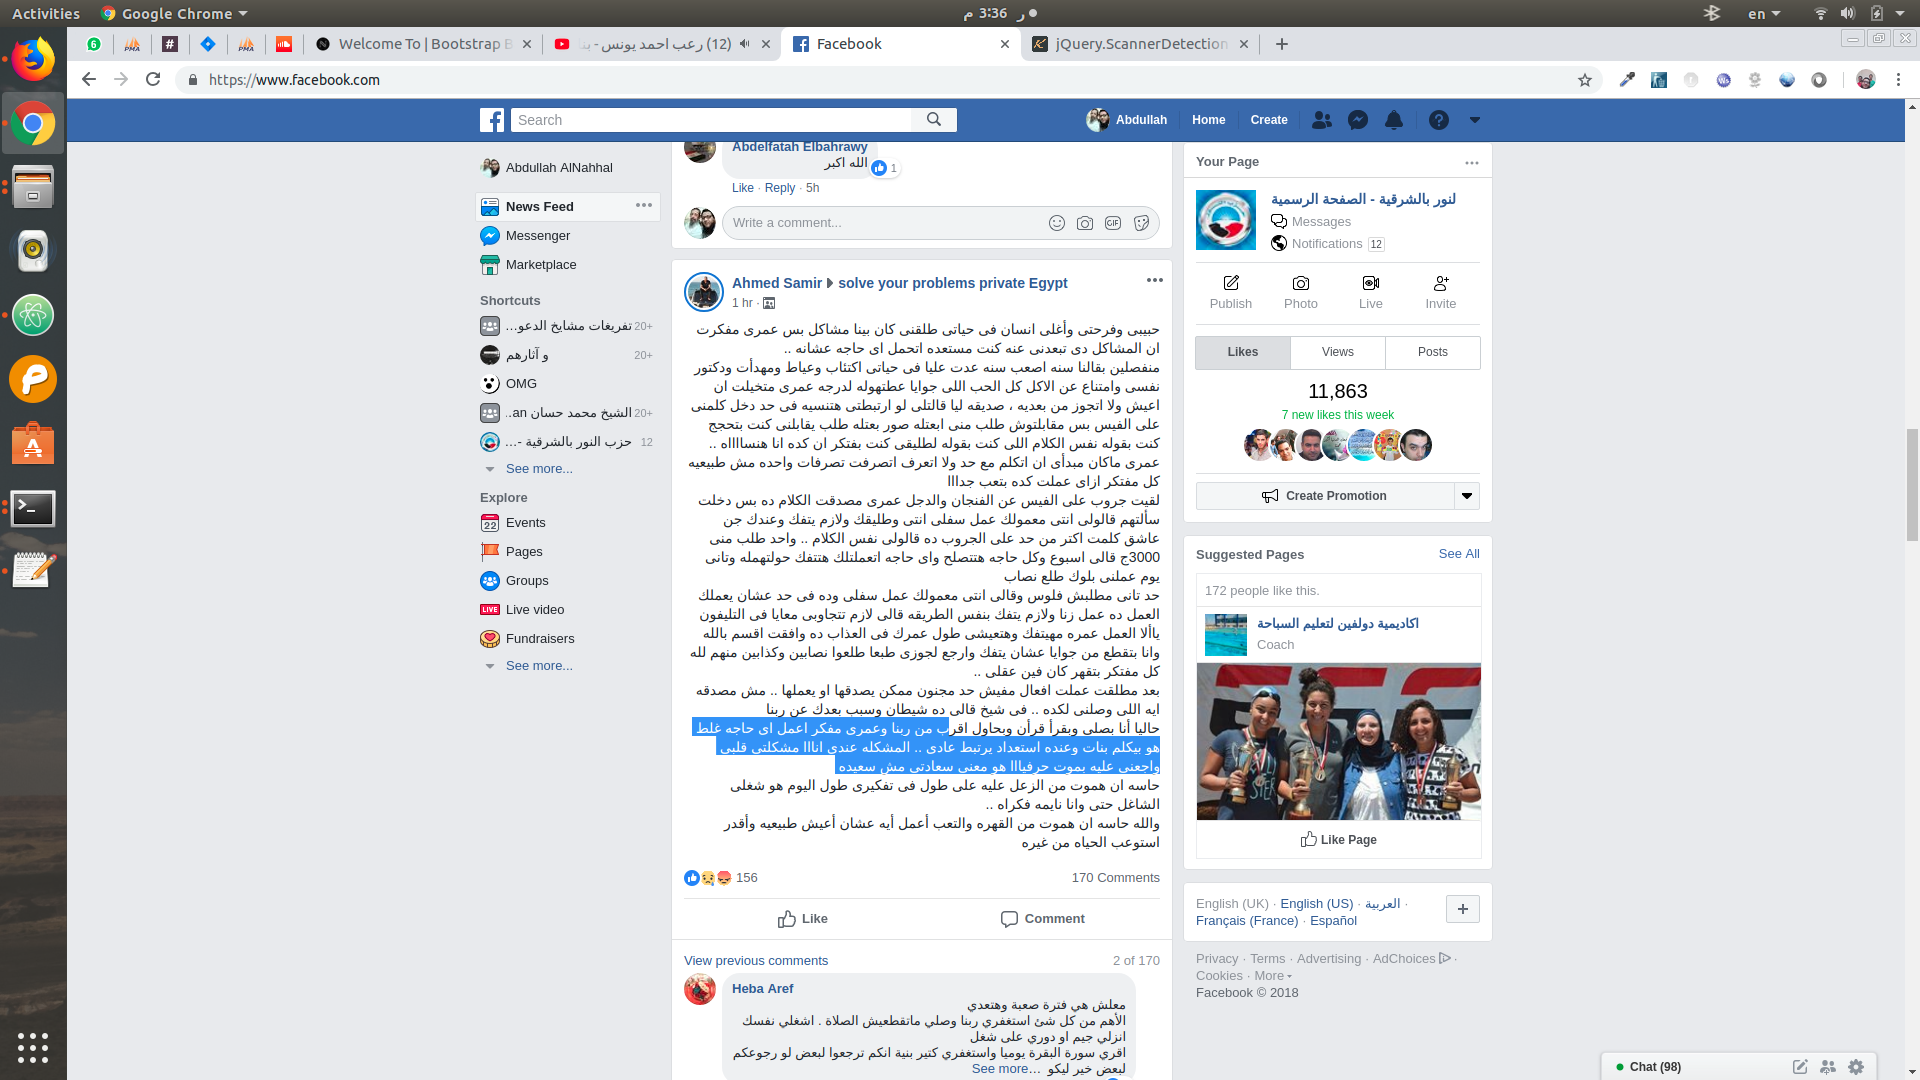 Activities
Google Chrome
ر 3:36 م
en
Welcome To | Bootstrap B
(12) رعب احمد يونس - بنا
Facebook
jQuery.ScannerDetection
https://www.facebook.com
Search
Abdullah
Home
Create
Abdullah AlNahhal
News Feed
Messenger
Marketplace
Shortcuts
تفريغات مشايخ الدعو... 20+
و آثارهم 20+
OMG
الشيخ محمد حسان an.. 20+
حزب النور بالشرقية -... 12
See more...
Explore
Events
Pages
Groups
Live video
Fundraisers
See more...
Abdelfatah Elbahrawy
الله اكبر
1
Like · Reply · 5h
Write a comment...
Ahmed Samir solve your problems private Egypt
1 hr ·
حبيبى وفرحتى وأغلى انسان فى حياتى طلقنى كان بينا مشاكل بس عمرى مفكرت
ان المشاكل دى تبعدنى عنه كنت مستعده اتحمل اى حاجه عشانه ..
منفصلين بقالنا سنه اصعب سنه عدت عليا فى حياتى اكتئاب وعياط ومهدأت ودكتور
نفسى وامتناع عن الاكل كل الحب اللى جوايا عطتهوله لدرجه عمرى متخيلت ان
اعيش ولا اتجوز من بعديه ، صديقه ليا قالتلى لو ارتبطتى هتنسيه فى حد دخل كلمنى
على الفيس بس مقابلتوش طلب منى ابعتله صور بعتله طلب يقابلنى كنت بتحجج
كنت بقوله نفس الكلام اللى كنت بقوله لطليقى كنت بفتكر ان كده انا هنساااااه ..
عمرى ماكان مبدأى ان اتكلم مع حد ولا اتعرف اتصرفت تصرفات واحده مش طبيعيه
كل مفتكر ازاى عملت كده بتعب جدااا
لقيت جروب على الفيس عن الفنجان والدجل عمرى مصدقت الكلام ده بس دخلت
سألتهم قالولى انتى معمولك عمل سفلى انتى وطليقك ولازم يتفك وعندك جن
عاشق كلمت اكتر من حد على الجروب ده قالولى نفس الكلام .. واحد طلب منى
3000ج قالى اسبوع وكل حاجه هتتصلح واى حاجه اتعملتلك هتتفك حولتهمله وتانى
يوم عملنى بلوك طلع نصاب
حد تانى مطلبش فلوس وقالى انتى معمولك عمل سفلى وده فى حد عشان يعملك
العمل ده عمل زنا ولازم يتفك بنفس الطريقه قالى لازم تتجاوبى معايا فى التليفون
ياألا العمل عمره مهيتفك وهتعيشى طول عمرك فى العذاب ده وافقت اقسم بالله
وانا بتقطع من جوايا عشان يتفك وارجع لجوزى طبعا طلعوا نصابين وكذابين منهم لله
كل مفتكر بتقهر كان فين عقلى ..
بعد مطلقت عملت افعال مفيش حد مجنون ممكن يصدقها او يعملها .. مش مصدقه
ايه اللى وصلنى لكده .. فى شيخ قالى ده شيطان وسبب بعدك عن ربنا
حاليا أنا بصلى وبقرأ قرأن وبحاول اقرب من ربنا وعمرى مفكر اعمل اى حاجه غلط
هو بيكلم بنات وعنده استعداد يرتبط عادى .. المشكله عندى اناااا مشكلتى قلبى
واجعنى عليه بموت حرفيااا هو معنى سعادتى مش سعيده
حاسه ان هموت من الزعل عليه على طول فى تفكيرى طول اليوم هو شغلى
الشاغل حتى وانا نايمه فكراه ..
والله حاسه ان هموت من القهره والتعب أعمل أيه عشان أعيش طبيعيه وأقدر
استوعب الحياه من غيره
156
170 Comments
Like
Comment
View previous comments
2 of 170
Heba Aref
معلش هي فترة صعبة وهتعدي
الأهم من كل شئ استغفري ربنا وصلي ماتقطعيش الصلاة . اشغلي نفسك
انزلي جيم او دوري على شغل
اقري سورة البقرة يوميا واستغفري كتير بنية انكم ترجعوا لبعض لو رجوعكم
لبعض خير ليكو ...See more
Your Page
لنور بالشرقية - الصفحة الرسمية
Messages
Notifications 12
Publish
Photo
Live
Invite
Likes
Views
Posts
11,863
7 new likes this week
Create Promotion
Suggested Pages
See All
172 people like this.
اكاديمية دولفين لتعليم السباحة
Coach
Like Page
English (UK) · English (US) · العربية ·
Français (France) · Español
Privacy · Terms · Advertising · AdChoices ·
Cookies · More
Facebook © 2018
Chat (98)